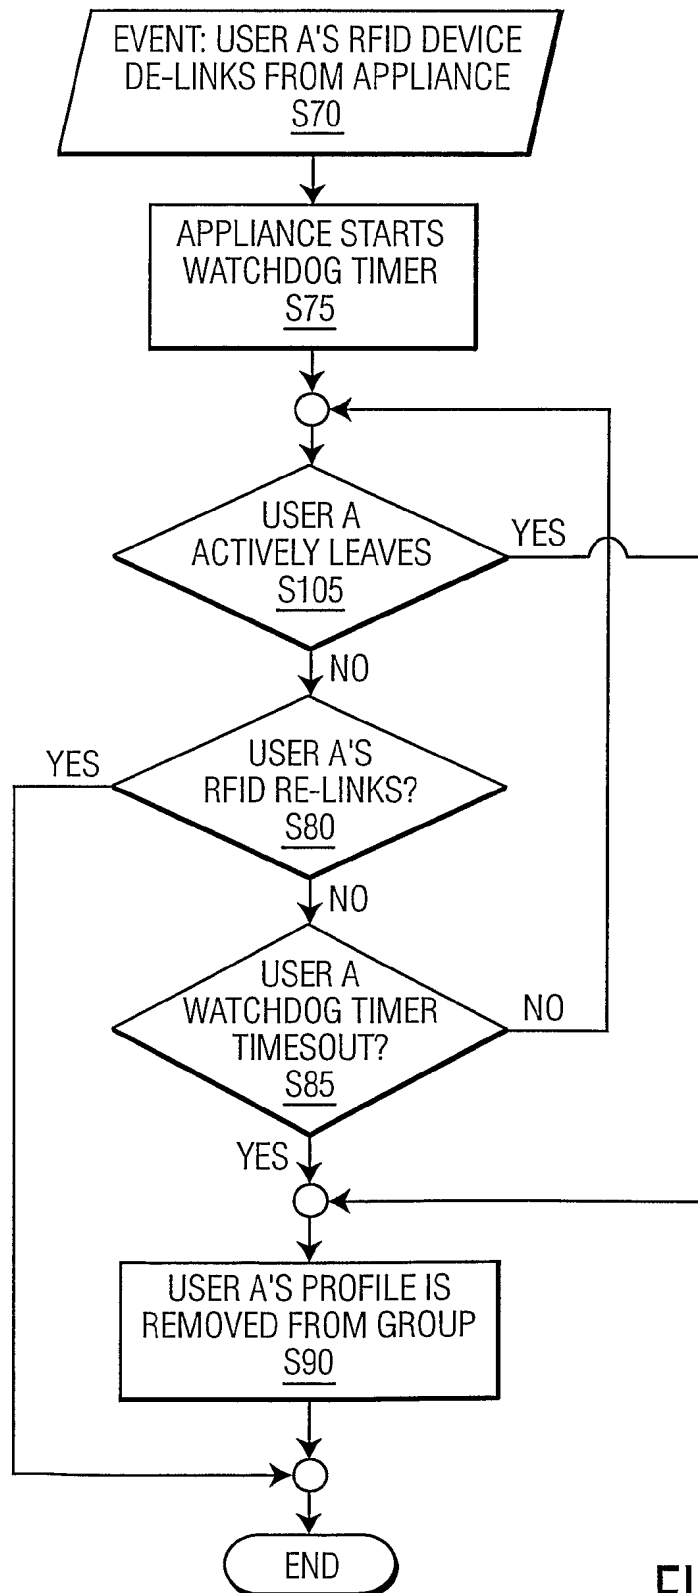 EVENT: USER A'S RFID DEVICE
DE-LINKS FROM APPLIANCE
S70
APPLIANCE STARTS
WATCHDOG TIMER
S75
USER A
ACTIVELY LEAVES
S105
YES
NO
USER A'S
RFID RE-LINKS?
S80
YES
NO
USER A
WATCHDOG TIMER
TIMESOUT?
S85
NO
YES
USER A'S PROFILE IS
REMOVED FROM GROUP
S90
END